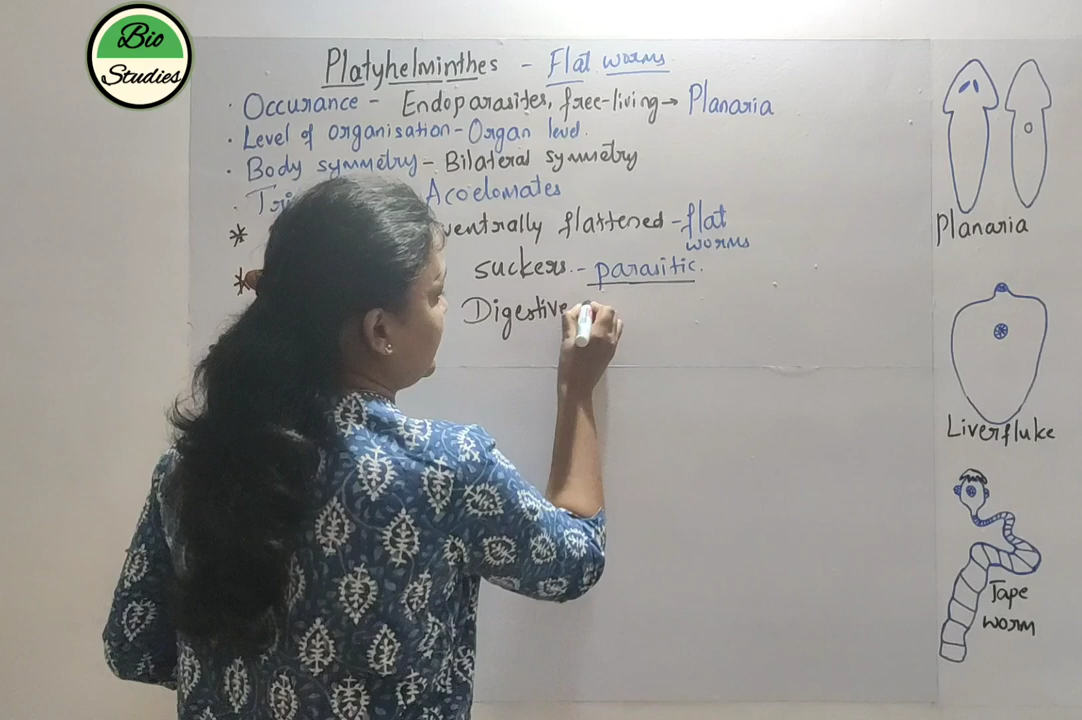 Bio
Studies
Platyhelminthes - Flat worms
· Occurance - Endoparasites, free-living → Planaria
· Level of organisation - Organ level.
· Body symmetry - Bilateral symmetry
Acoelomates
* ventrally flattened - flat
worms
* suckers. - parasitic.
Digestive
Planaria
Liverfluke
Tape
worm